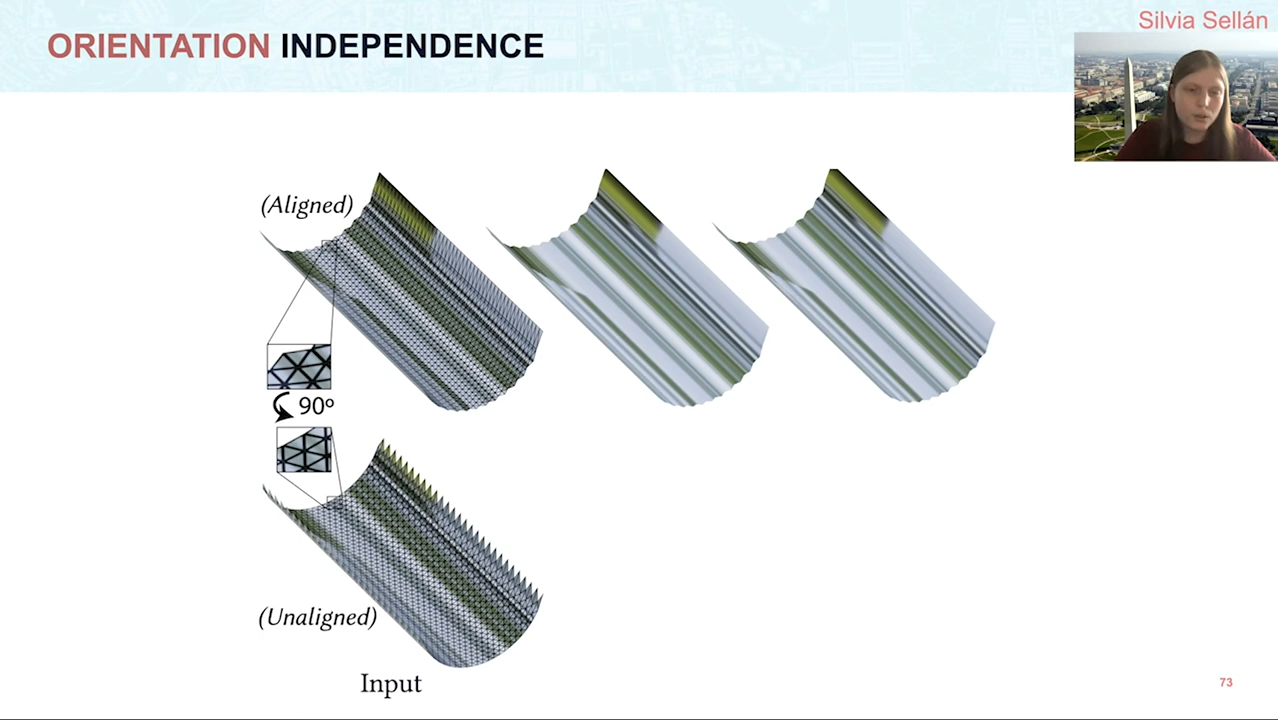 ORIENTATION INDEPENDENCE
Silvia Sellán
(Aligned)
90º
(Unaligned)
Input
73